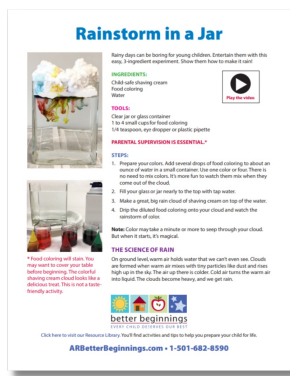 Rainstorm in a Jar
Rainy days can be boring for young children. Entertain them with this
easy, 3-ingredient experiment. Show them how to make it rain!
INGREDIENTS:
Child-safe shaving cream
Food coloring
Water
Play the video
TOOLS:
Clear jar or glass container
1 to 4 small cups for food coloring
1/4 teaspoon, eye dropper or plastic pipette
PARENTAL SUPERVISION IS ESSENTIAL.*
STEPS:
1. Prepare your colors. Add several drops of food coloring to about an
ounce of water in a small container. Use one color or four. There is
no need to mix colors. It's more fun to watch them mix when they
come out of the cloud.
2. Fill your glass or jar nearly to the top with tap water.
3. Make a great, big rain cloud of shaving cream on top of the water.
4. Drip the diluted food coloring onto your cloud and watch the
rainstorm of color.
Note: Color may take a minute or more to seep through your cloud.
But when it starts, it's magical.
* Food coloring will stain. You
may want to cover your table
before beginning. The colorful
shaving cream cloud looks like a
delicious treat. This is not a taste-
friendly activity.
THE SCIENCE OF RAIN
On ground level, warm air holds water that we can't even see. Clouds
are formed when warm air mixes with tiny particles like dust and rises
high up in the sky. The air up there is colder. Cold air turns the warm air
into liquid. The clouds become heavy, and we get rain.
better beginnings
EVERY CHILD DESERVES OUR BEST
Click here to visit our Resource Library. You'll find activities and tips to help you prepare your child for life.
ARBetterBeginnings.com • 1-501-682-8590